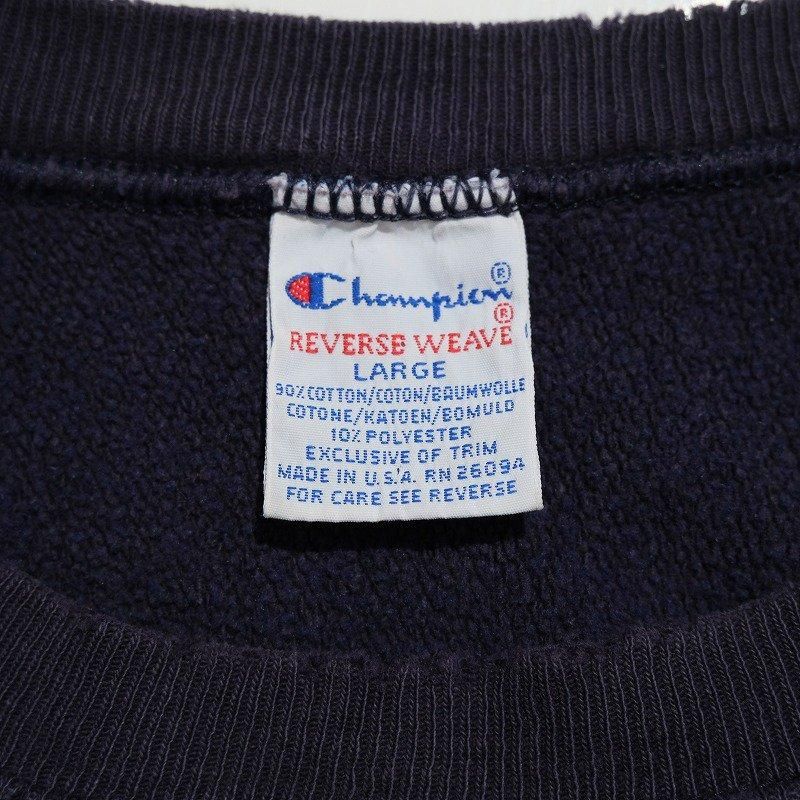 Champion®
REVERSE WEAVE®
LARGE
90% COTTON/COTON/BAUMWOLLE
COTONE/KATOEN/BOMULD
10% POLYESTER
EXCLUSIVE OF TRIM
MADE IN U.S.A. RN 26094
FOR CARE SEE REVERSE